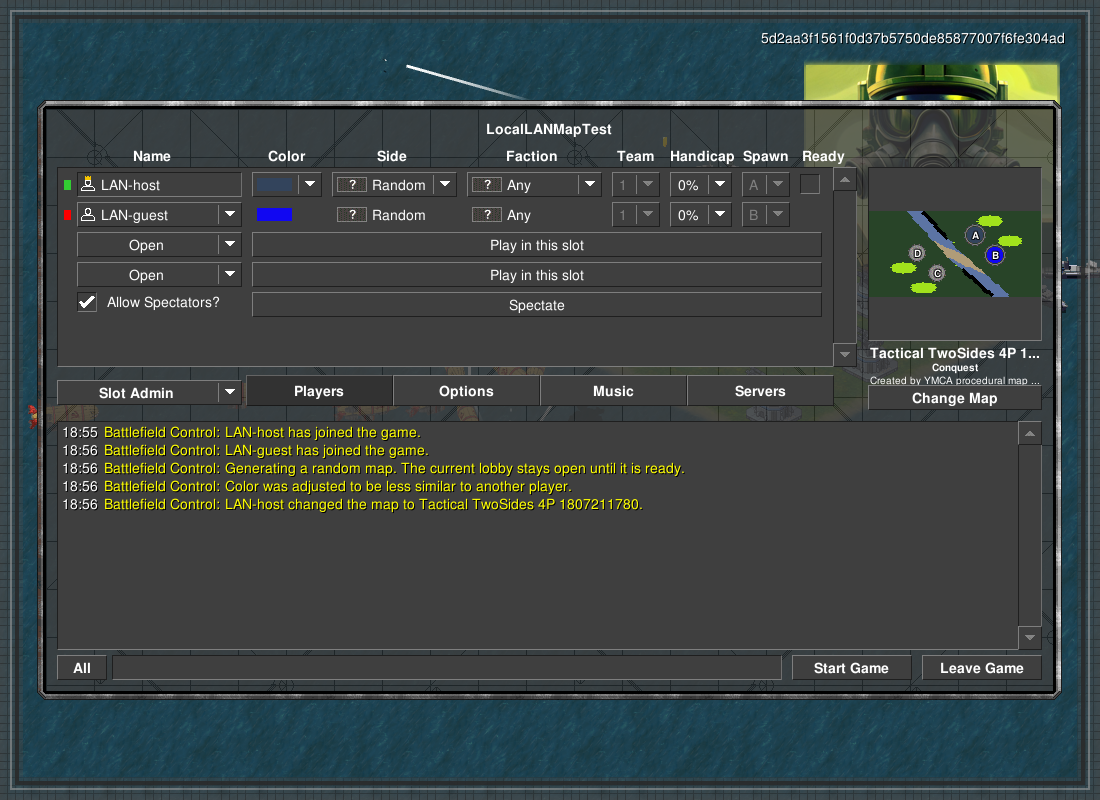 5d2aa3f1561f0d37b5750de85877007f6fe304ad
LocalLANMapTest
Name Color Side Faction Team Handicap Spawn Ready
LAN-host ? Random ? Any 1 0% A
LAN-guest ? Random ? Any 1 0% B
Open Play in this slot
Open Play in this slot
Allow Spectators? Spectate
A
B
C
D
Tactical TwoSides 4P 1...
Conquest
Created by YMCA procedural map ...
Change Map
Slot Admin Players Options Music Servers
18:55 Battlefield Control: LAN-host has joined the game.
18:56 Battlefield Control: LAN-guest has joined the game.
18:56 Battlefield Control: Generating a random map. The current lobby stays open until it is ready.
18:56 Battlefield Control: Color was adjusted to be less similar to another player.
18:56 Battlefield Control: LAN-host changed the map to Tactical TwoSides 4P 1807211780.
All Start Game Leave Game